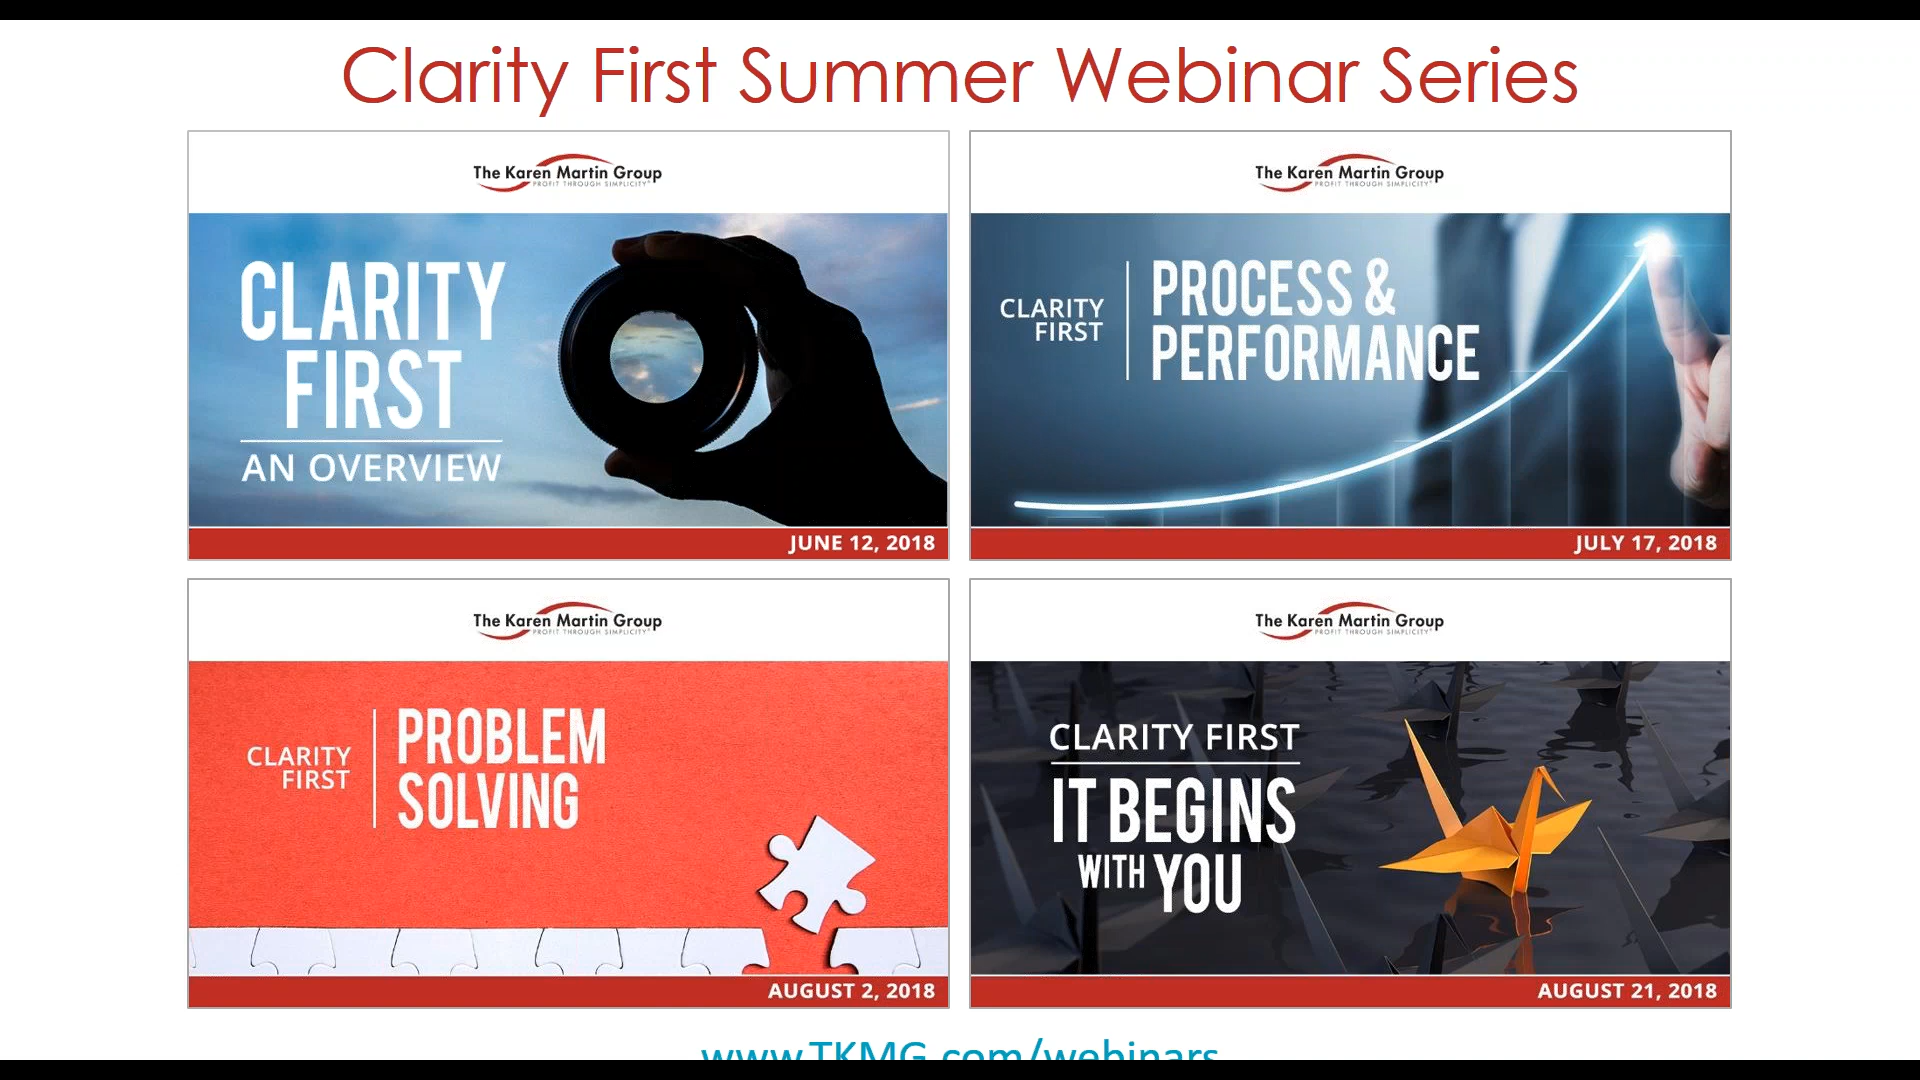 Clarity First Summer Webinar Series
The Karen Martin Group
PROFIT THROUGH SIMPLICITY®
CLARITY
FIRST
AN OVERVIEW
JUNE 12, 2018
The Karen Martin Group
PROFIT THROUGH SIMPLICITY®
CLARITY
FIRST
PROCESS &
PERFORMANCE
JULY 17, 2018
The Karen Martin Group
PROFIT THROUGH SIMPLICITY®
CLARITY
FIRST
PROBLEM
SOLVING
AUGUST 2, 2018
The Karen Martin Group
PROFIT THROUGH SIMPLICITY®
CLARITY FIRST
IT BEGINS
WITH YOU
AUGUST 21, 2018
www.TKMG.com/webinars